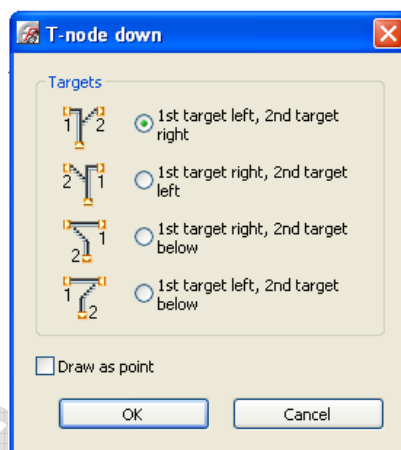 T-node down
Targets
1 2
1st target left, 2nd target
right
2 1
1st target right, 2nd target
left
1
2
1st target right, 2nd target
below
1
2
1st target left, 2nd target
below
Draw as point
OK
Cancel